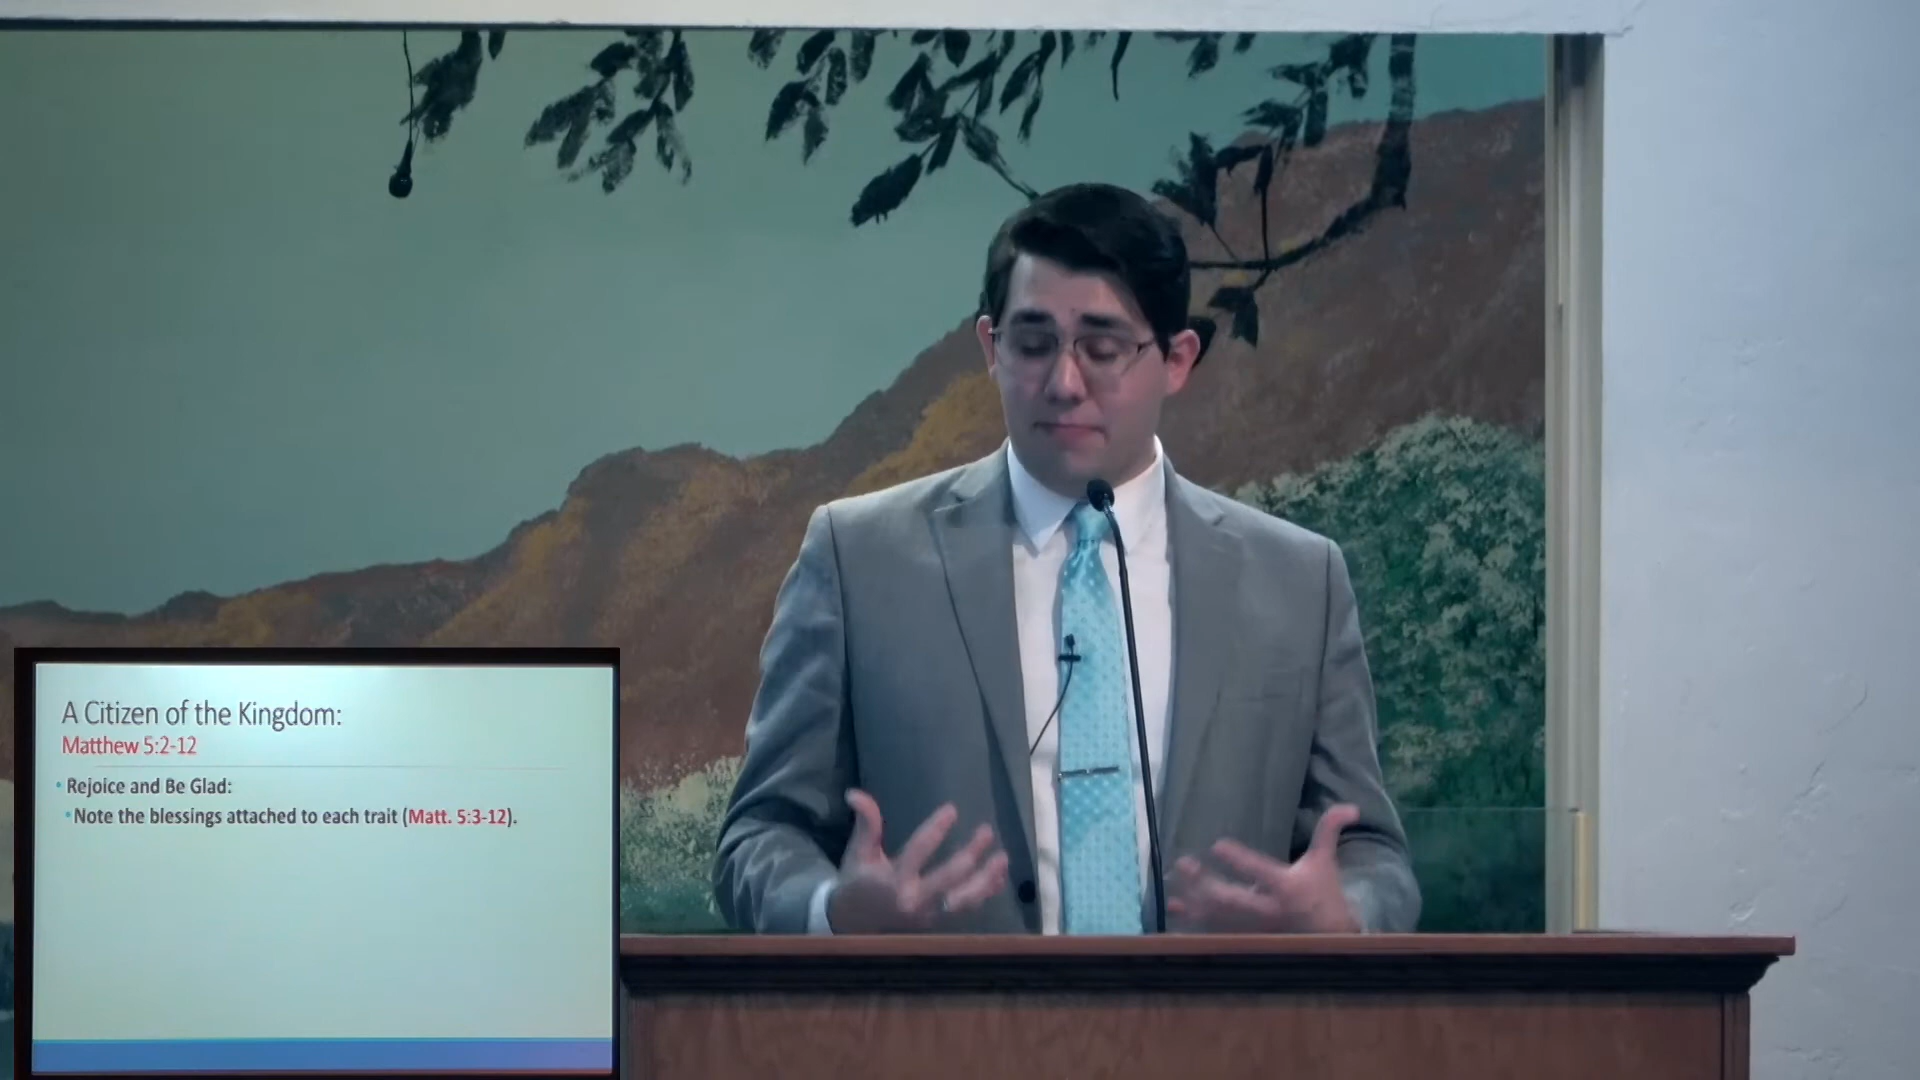 A Citizen of the Kingdom:
Matthew 5:2-12
• Rejoice and Be Glad:
• Note the blessings attached to each trait (Matt. 5:3-12).